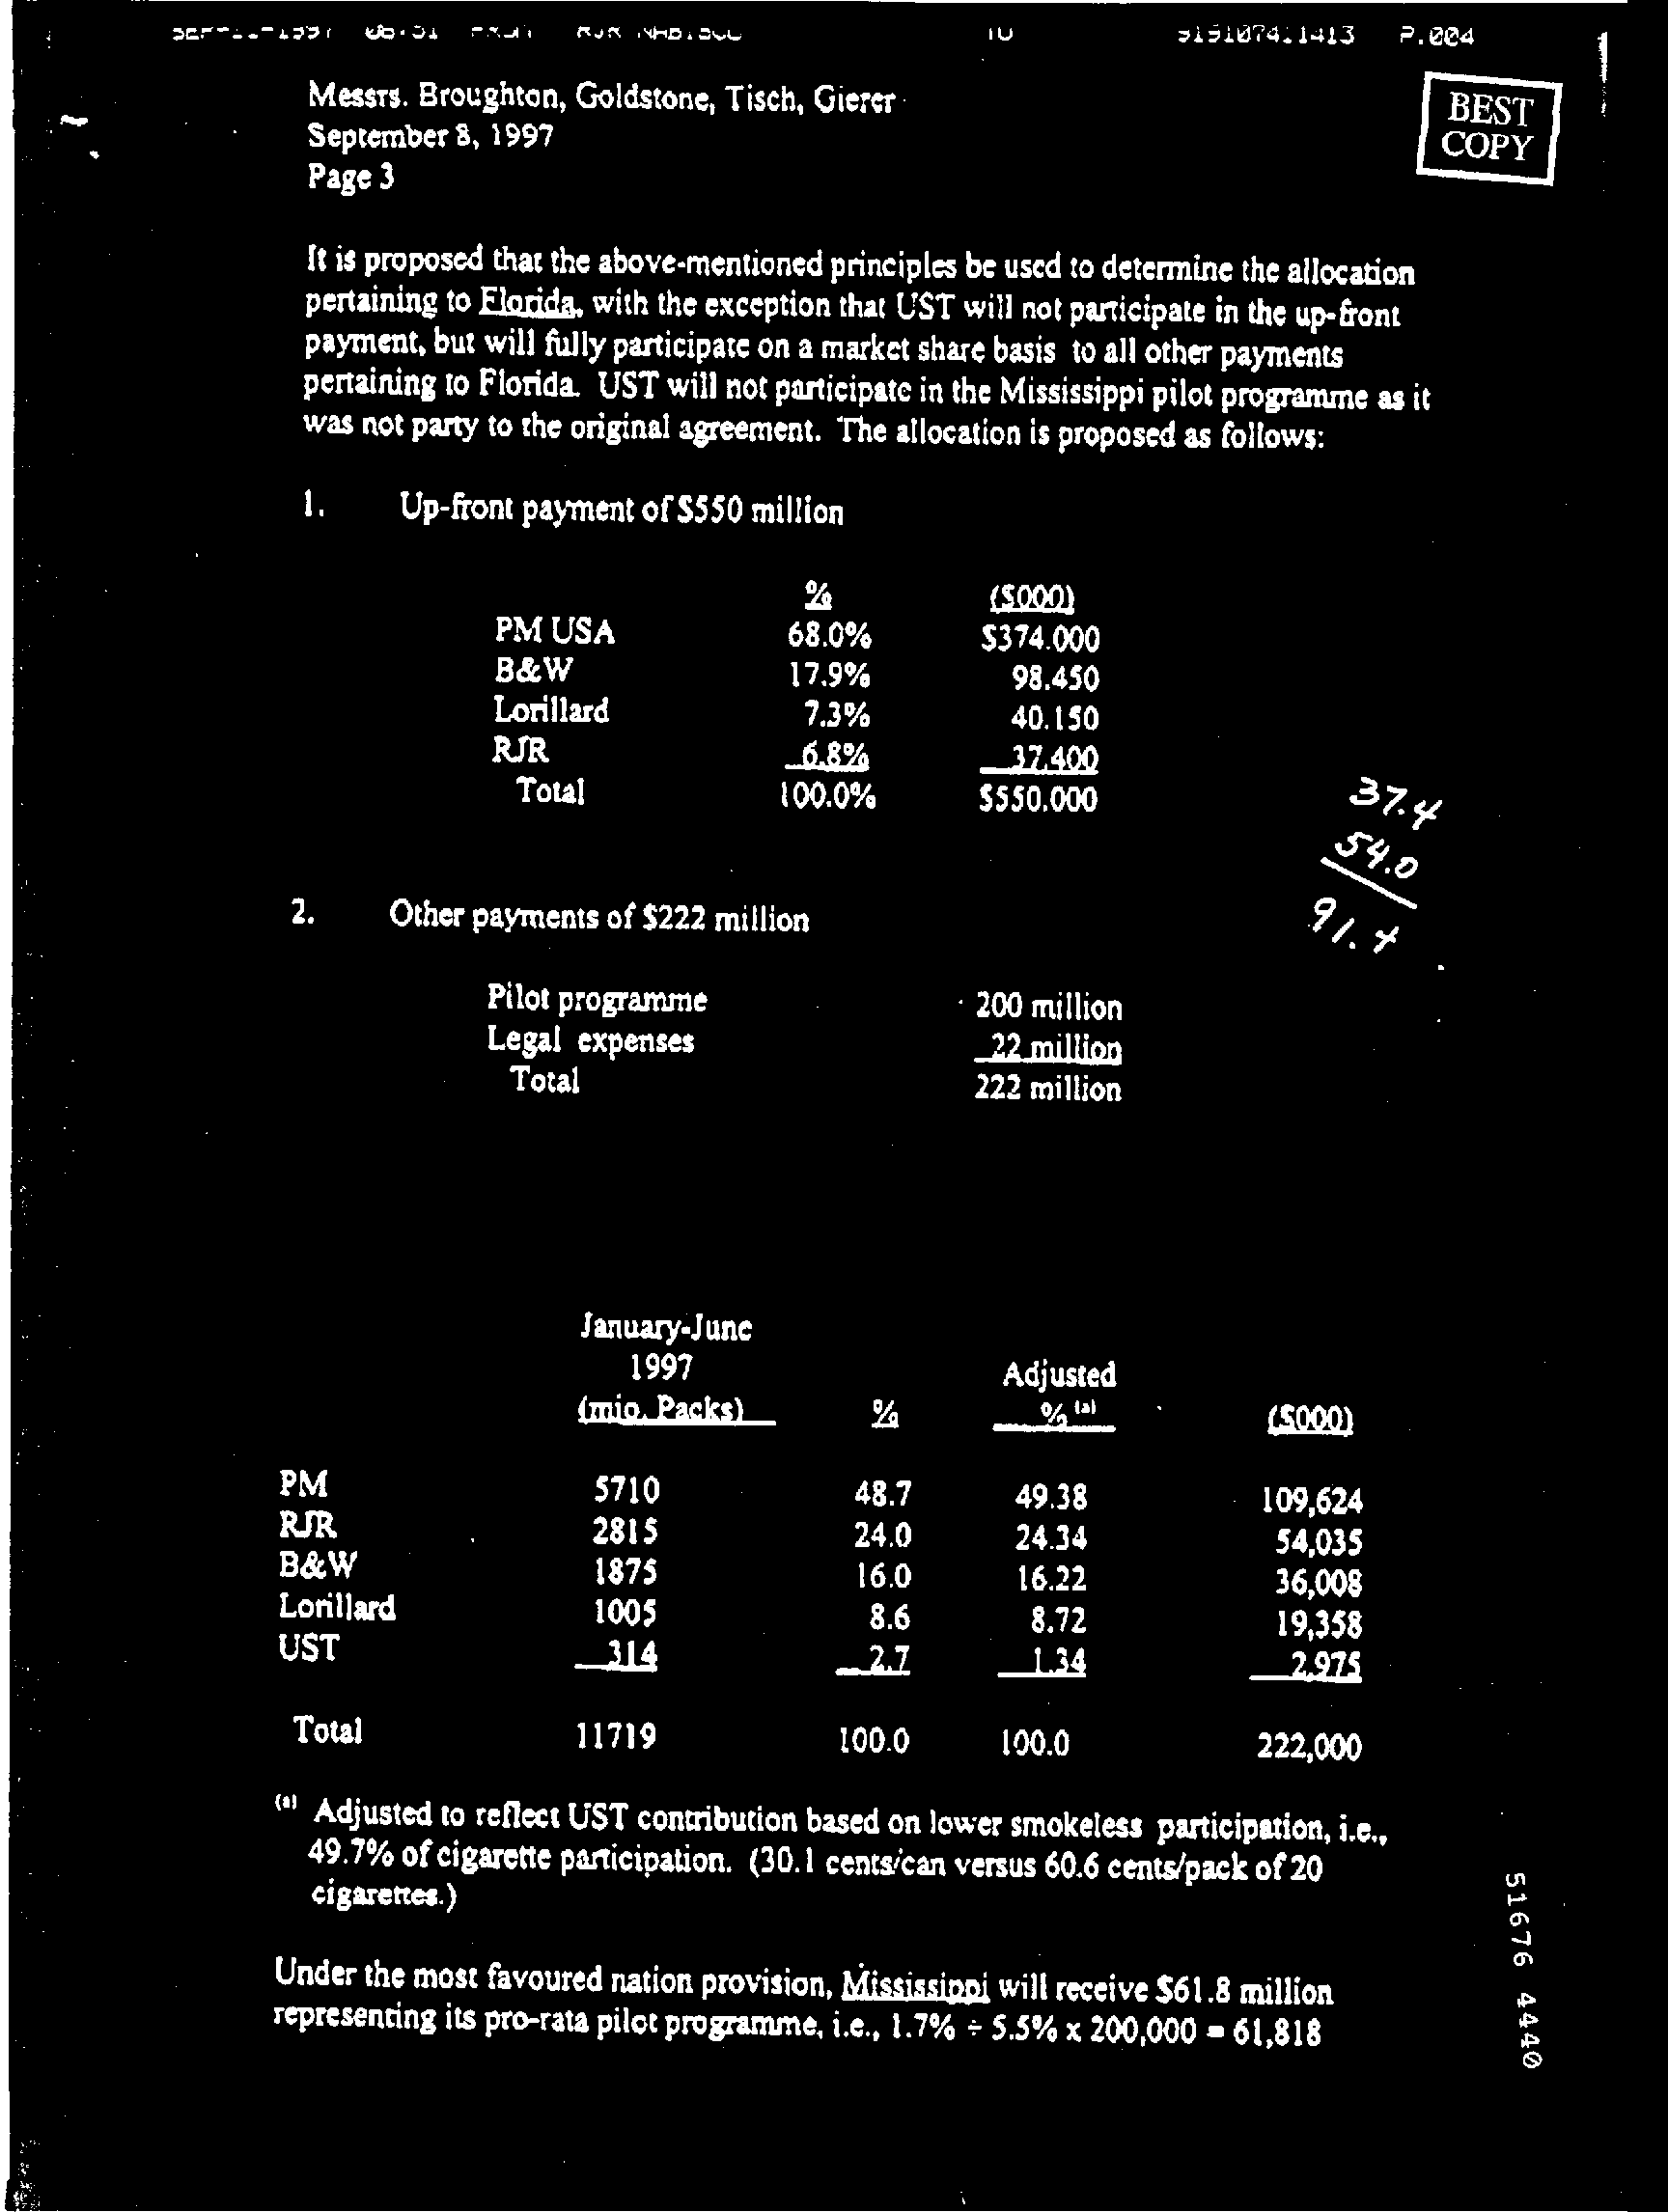 919107411413 P.004
Messrs. Broughton, Goldstone, Tisch, Gierer
September 8, 1997
Page 3
BEST
COPY
It is proposed that the above-mentioned principles be used to determine the allocation
pertaining to Florida, with the exception that UST will not participate in the up-front
payment, but will fully participate on a market share basis to all other payments
pertaining to Florida. UST will not participate in the Mississippi pilot programme as it
was not party to the original agreement. The allocation is proposed as follows:
1. Up-front payment of $550 million
% ($000)
PM USA 68.0% $374.000
B&W 17.9% 98.450
Lorillard 7.3% 40.150
RJR 6.8% 37.400
Total 100.0% $550.000
37.4
54.0
91.4
2. Other payments of $222 million
Pilot programme 200 million
Legal expenses 22 million
Total 222 million
January-June
1997 Adjusted
(mio. Packs) % % (a) ($000)
PM 5710 48.7 49.38 109,624
RJR 2815 24.0 24.34 54,035
B&W 1875 16.0 16.22 36,008
Lorillard 1005 8.6 8.72 19,358
UST 314 2.7 1.34 2,975
Total 11719 100.0 100.0 222,000
(a) Adjusted to reflect UST contribution based on lower smokeless participation, i.e.,
49.7% of cigarette participation. (30.1 cents/can versus 60.6 cents/pack of 20
cigarettes.)
Under the most favoured nation provision, Mississippi will receive $61.8 million
representing its pro-rata pilot programme, i.e., 1.7% ÷ 5.5% x 200,000 = 61,818
51676 4440